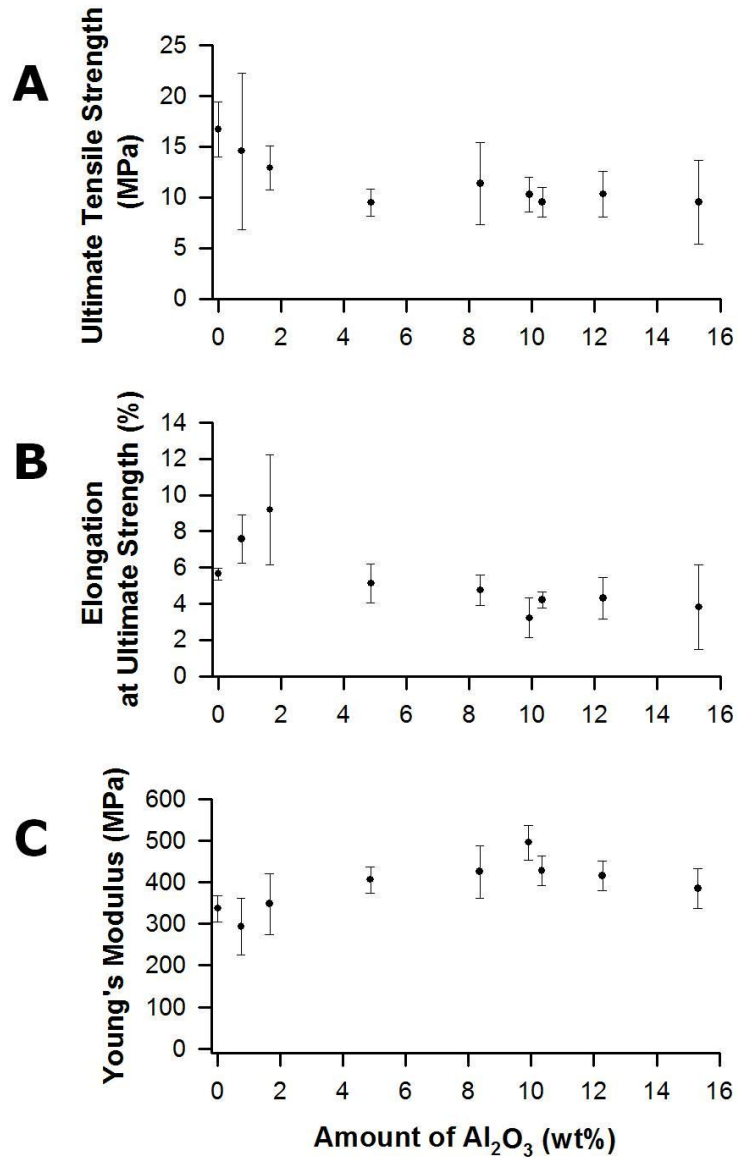 A
Ultimate Tensile Strength
(MPa)
25
20
15
10
5
0
0 2 4 6 8 10 12 14 16
B
Elongation
at Ultimate Strength (%)
14
12
10
8
6
4
2
0
0 2 4 6 8 10 12 14 16
C
Young's Modulus (MPa)
600
500
400
300
200
100
0
0 2 4 6 8 10 12 14 16
Amount of Al₂O₃ (wt%)